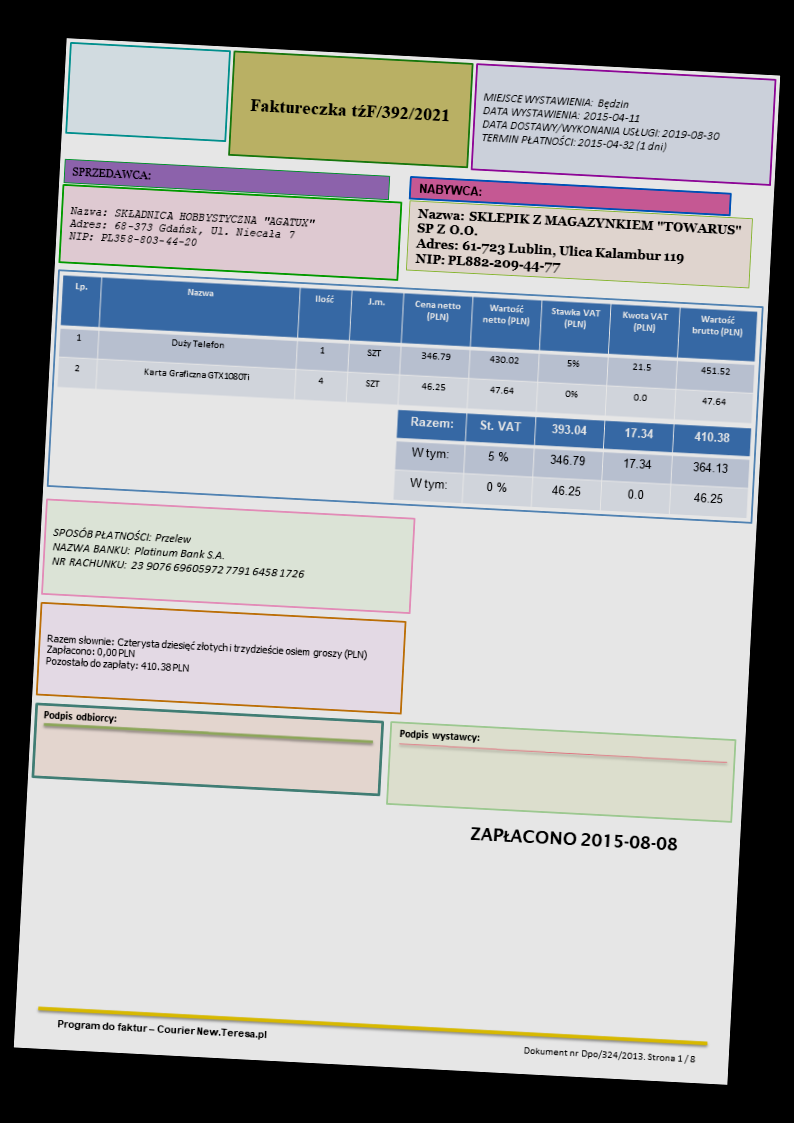 Faktureczka tźF/392/2021
MIEJSCE WYSTAWIENIA: Będzin
DATA WYSTAWIENIA: 2015-04-11
DATA DOSTAWY/WYKONANIA USŁUGI: 2019-08-30
TERMIN PŁATNOŚCI: 2015-04-32 (1 dni)
SPRZEDAWCA:
Nazwa: SKŁADNICA HOBBYSTYCZNA "AGATUX"
Adres: 68-373 Gdańsk, Ul. Niecała 7
NIP: PL358-803-44-20
NABYWCA:
Nazwa: SKLEPIK Z MAGAZYNKIEM "TOWARUS"
SP Z O.O.
Adres: 61-723 Lublin, Ulica Kalambur 119
NIP: PL882-209-44-77
Lp. Nazwa Ilość J.m. Cena netto (PLN) Wartość netto (PLN) Stawka VAT (PLN) Kwota VAT (PLN) Wartość brutto (PLN)
1 Duży Telefon 1 SZT 346.79 430.02 5% 21.5 451.52
2 Karta Graficzna GTX1080Ti 4 SZT 46.25 47.64 0% 0.0 47.64
Razem: St. VAT 393.04 17.34 410.38
W tym: 5 % 346.79 17.34 364.13
W tym: 0 % 46.25 0.0 46.25
SPOSÓB PŁATNOŚCI: Przelew
NAZWA BANKU: Platinum Bank S.A.
NR RACHUNKU: 23 9076 69605972 7791 6458 1726
Razem słownie: Czterysta dziesięć złotych i trzydzieście osiem groszy (PLN)
Zapłacono: 0,00 PLN
Pozostało do zapłaty: 410.38 PLN
Podpis odbiorcy:
Podpis wystawcy:
ZAPŁACONO 2015-08-08
Program do faktur – Courier New.Teresa.pl
Dokument nr Dpo/324/2013. Strona 1 / 8